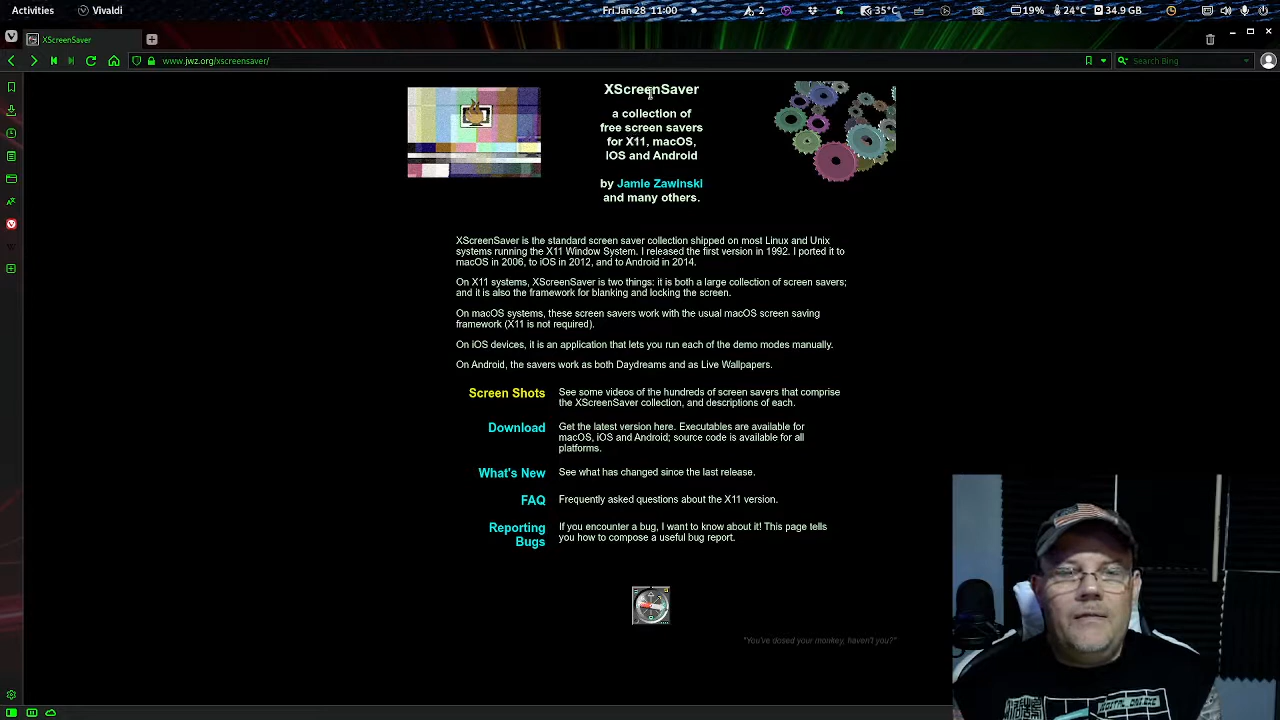 Activities Vivaldi Fri Jan 28 11:00 2 35°C 19% 24°C 34.9 GB
XScreenSaver
www.jwz.org/xscreensaver/ Search Bing
XScreenSaver
a collection of
free screen savers
for X11, macOS,
iOS and Android
by Jamie Zawinski
and many others.
XScreenSaver is the standard screen saver collection shipped on most Linux and Unix
systems running the X11 Window System. I released the first version in 1992. I ported it to
macOS in 2006, to iOS in 2012, and to Android in 2014.
On X11 systems, XScreenSaver is two things: it is both a large collection of screen savers;
and it is also the framework for blanking and locking the screen.
On macOS systems, these screen savers work with the usual macOS screen saving
framework (X11 is not required).
On iOS devices, it is an application that lets you run each of the demo modes manually.
On Android, the savers work as both Daydreams and as Live Wallpapers.
Screen Shots See some videos of the hundreds of screen savers that comprise
the XScreenSaver collection, and descriptions of each.
Download Get the latest version here. Executables are available for
macOS, iOS and Android; source code is available for all
platforms.
What's New See what has changed since the last release.
FAQ Frequently asked questions about the X11 version.
Reporting If you encounter a bug, I want to know about it! This page tells
Bugs you how to compose a useful bug report.
"You've dosed your monkey, haven't you?"